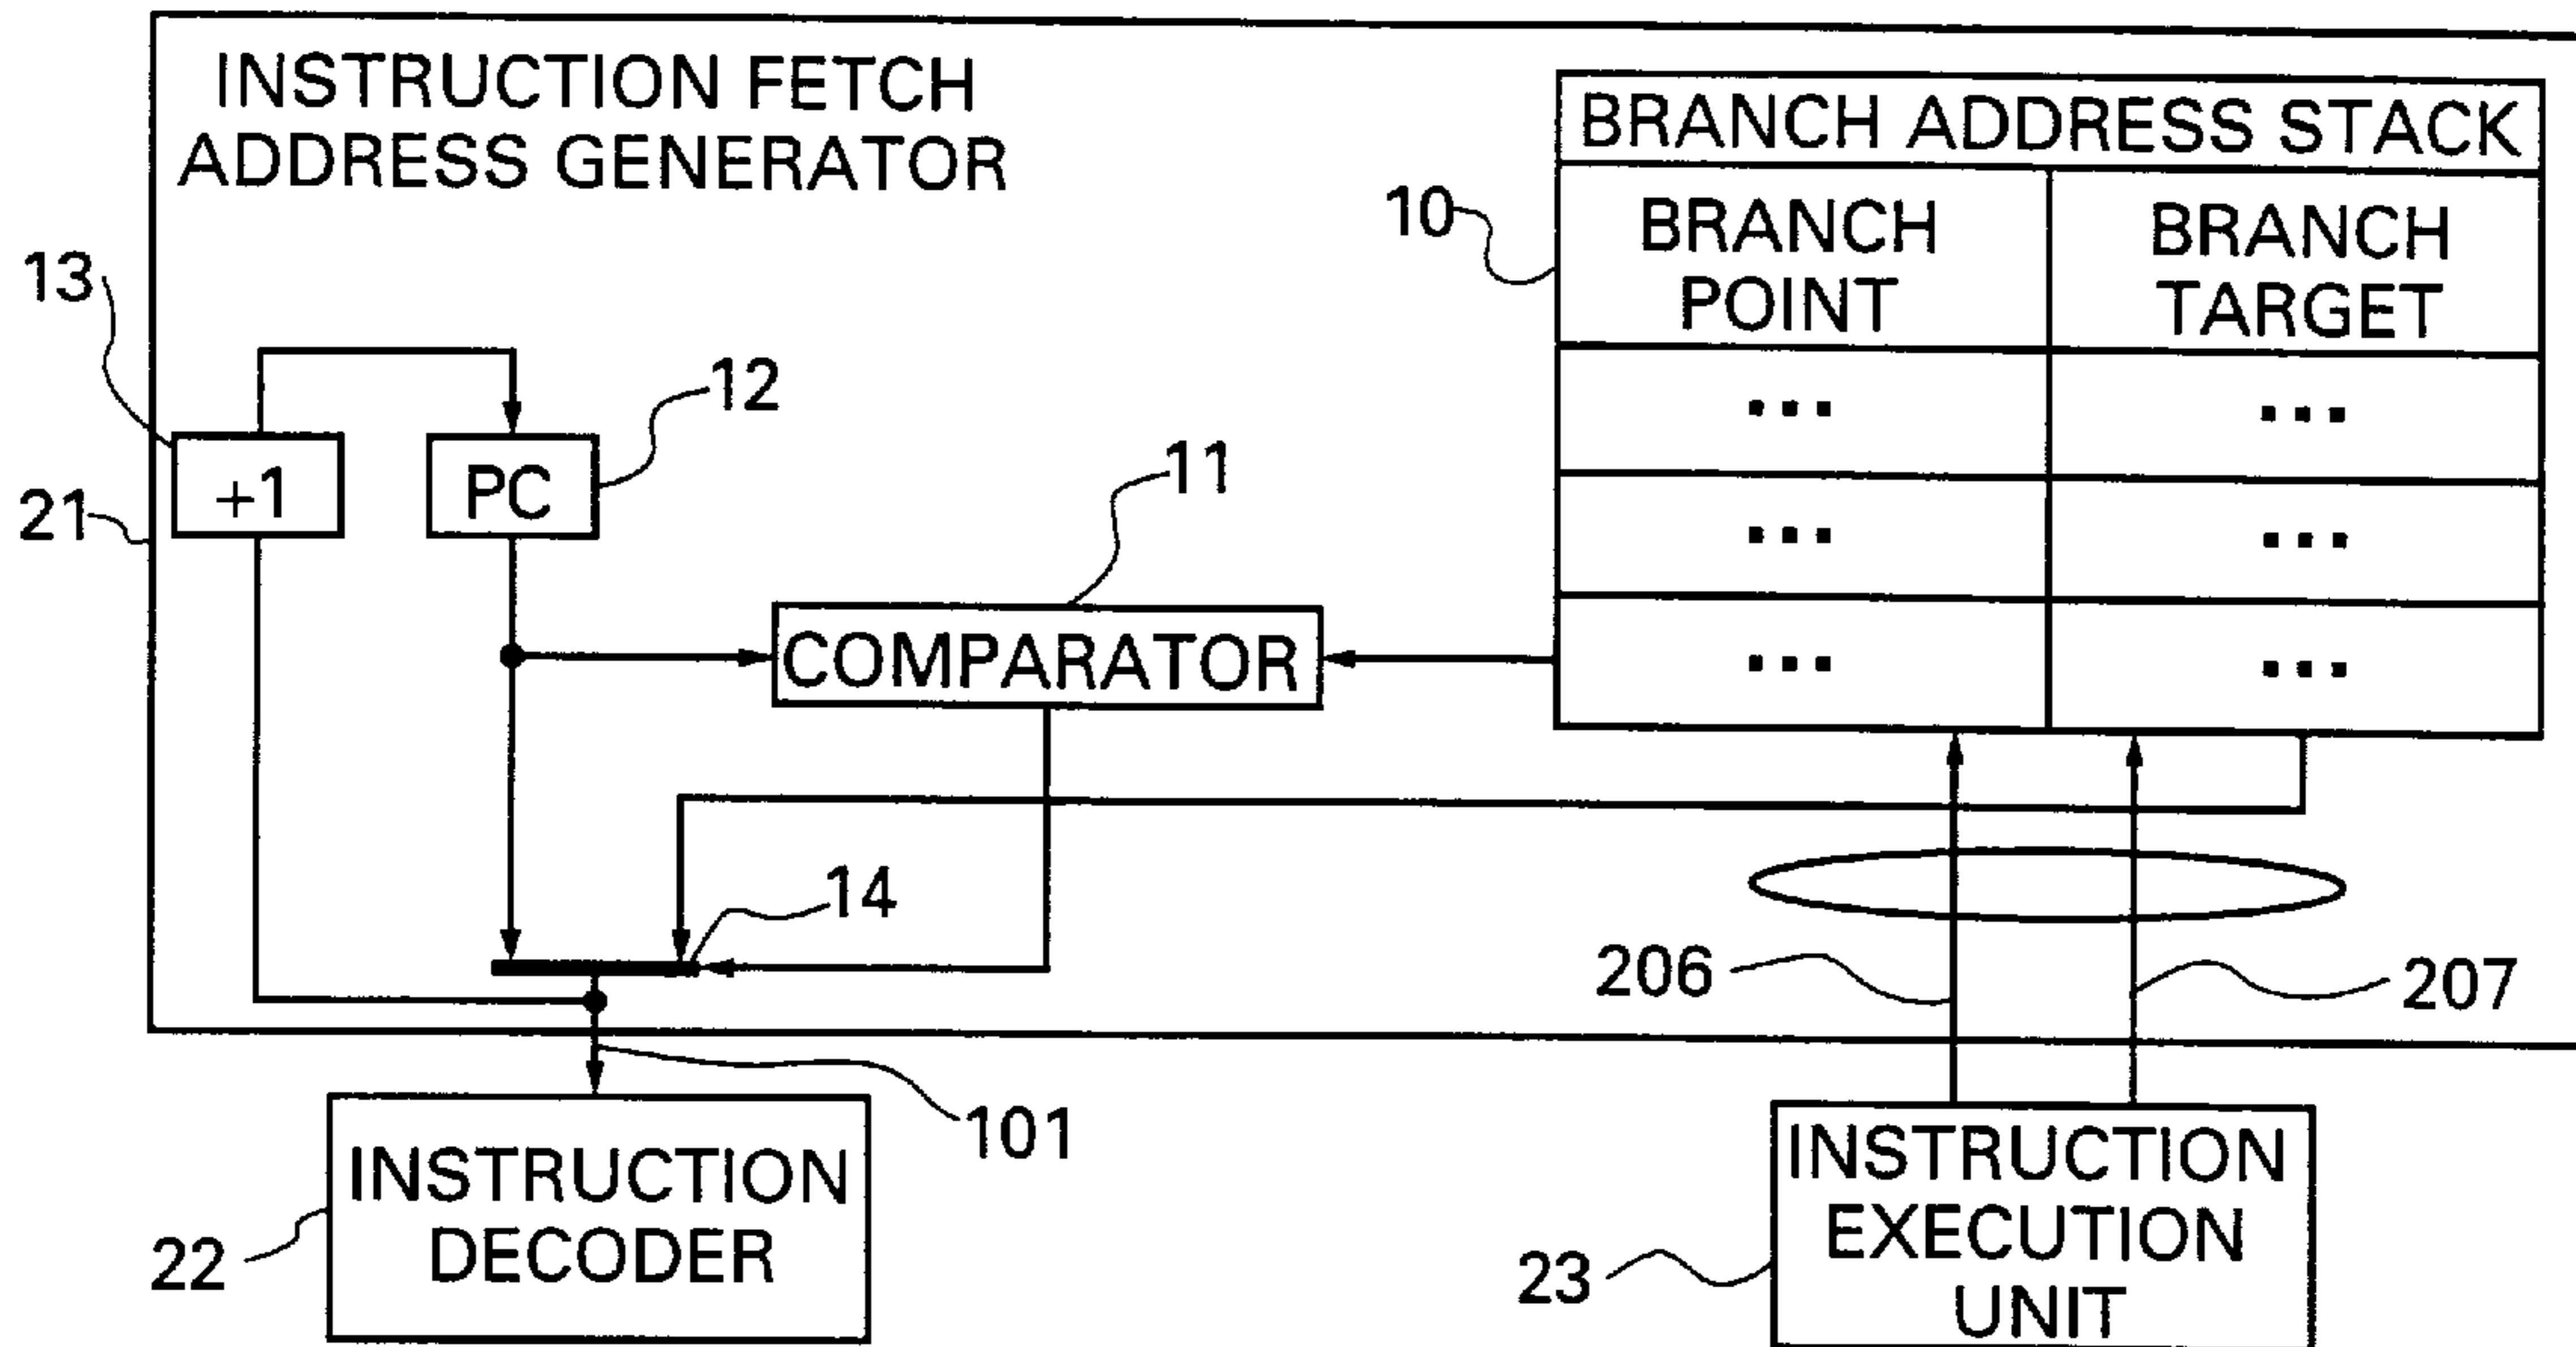 INSTRUCTION FETCH
ADDRESS GENERATOR
BRANCH ADDRESS STACK
10
BRANCH
POINT
BRANCH
TARGET
13
12
+1
PC
21
11
...
...
...
...
COMPARATOR
...
...
14
206
207
101
INSTRUCTION
DECODER
22
INSTRUCTION
EXECUTION
UNIT
23